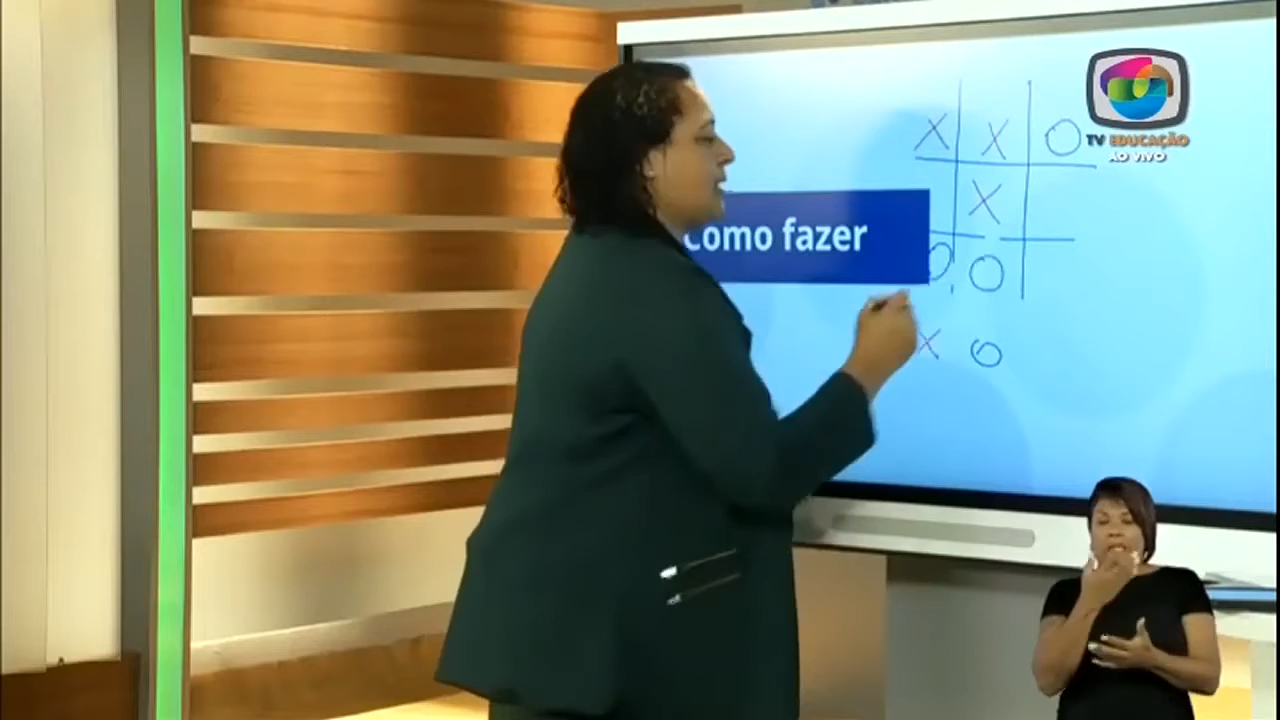 TV EDUCAÇÃO
AO VIVO
X X O
Como fazer
X
O, O
X O